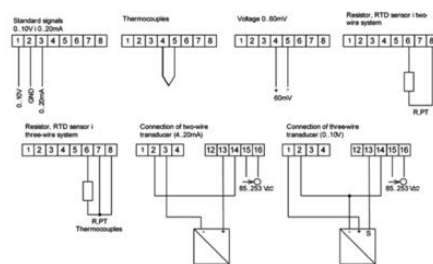 Standard signals
0..10V i 0..20mA
1 2 3 4 5 6 7 8
0..10V
GND
0..20mA
Thermocouples
1 2 3 4 5 6 7 8
Voltage 0..60mV
1 2 3 4 5 6 7 8
+ -
60mV
Resistor, RTD sensor i two-
wire system
1 2 3 4 5 6 7 8
R,PT
Resistor, RTD sensor i
three-wire system
1 2 3 4 5 6 7 8
R,PT
Thermocouples
Connection of two-wire
transducer (4..20mA)
1 2 3 4 12 13 14 15 16
85..253 Vcc
- +
Connection of three-wire
transducer (0..10V)
1 2 3 4 12 13 14 15 16
85..253 Vcc
- + S